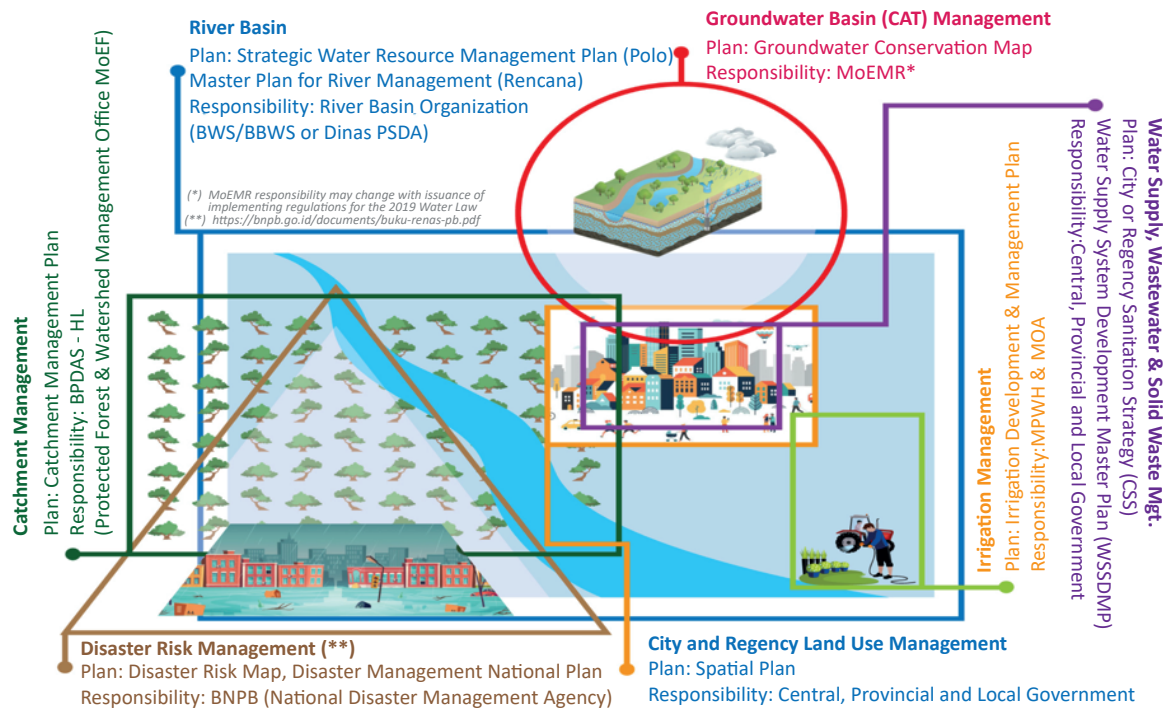 River Basin
Plan: Strategic Water Resource Management Plan (Polo)
Master Plan for River Management (Rencana)
Responsibility: River Basin Organization
(BWS/BBWS or Dinas PSDA)
Groundwater Basin (CAT) Management
Plan: Groundwater Conservation Map
Responsibility: MoEMR*
(*) MoEMR responsibility may change with issuance of
implementing regulations for the 2019 Water Law
(**) https://bnpb.go.id/documents/buku-renas-pb.pdf
Catchment Management
Plan: Catchment Management Plan
Responsibility: BPDAS - HL
(Protected Forest & Watershed Management Office MoEF)
Irrigation Management
Plan: Irrigation Development & Management Plan
Responsibility:MPWH & MOA
Water Supply, Wastewater & Solid Waste Mgt.
Plan: City or Regency Sanitation Strategy (CSS)
Water Supply System Development Master Plan (WSSDMP)
Responsibility:Central, Provincial and Local Government
Disaster Risk Management (**)
Plan: Disaster Risk Map, Disaster Management National Plan
Responsibility: BNPB (National Disaster Management Agency)
City and Regency Land Use Management
Plan: Spatial Plan
Responsibility: Central, Provincial and Local Government